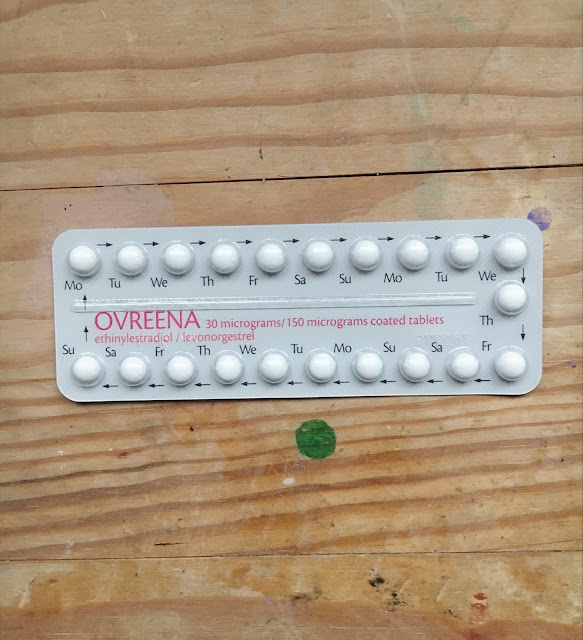 Mo Tu We Th Fr Sa Su Mo Tu We
OVREENA 30 micrograms/150 micrograms coated tablets
ethinylestradiol / levonorgestrel
Th
Su Sa Fr Th We Tu Mo Su Sa Fr